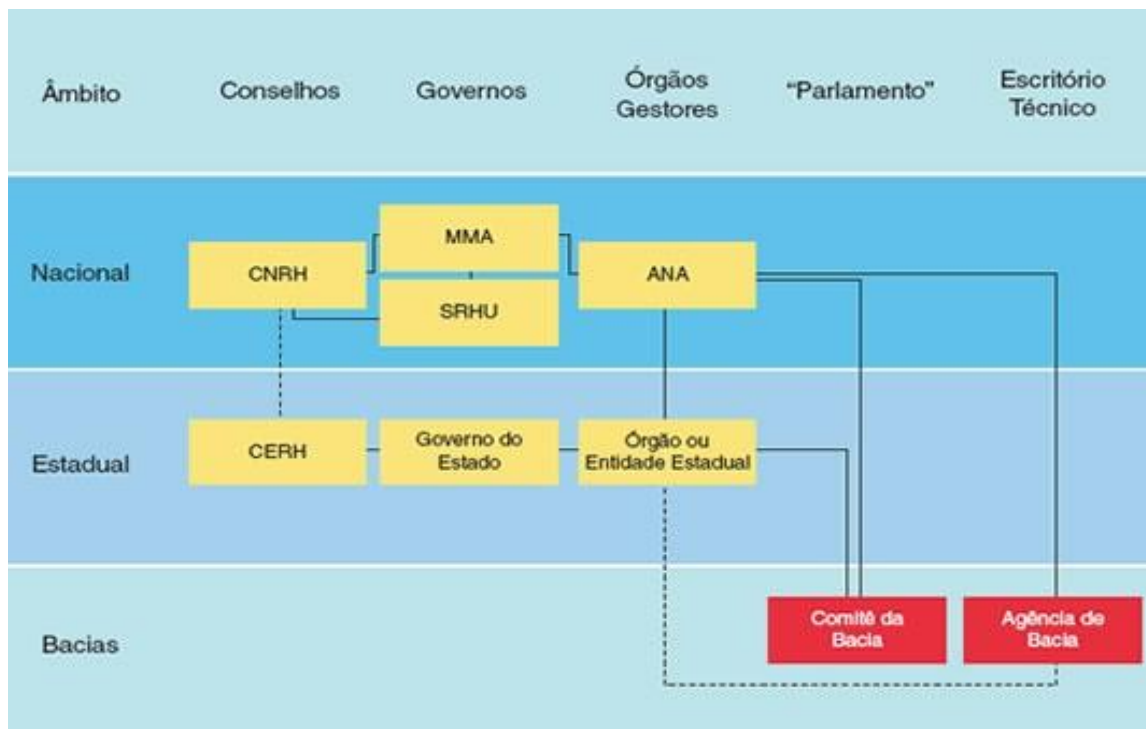 Âmbito
Conselhos
Governos
Órgãos
Gestores
“Parlamento”
Escritório
Técnico
Nacional
CNRH
MMA
SRHU
ANA
Estadual
CERH
Governo do
Estado
Órgão ou
Entidade Estadual
Bacias
Comitê da
Bacia
Agência de
Bacia